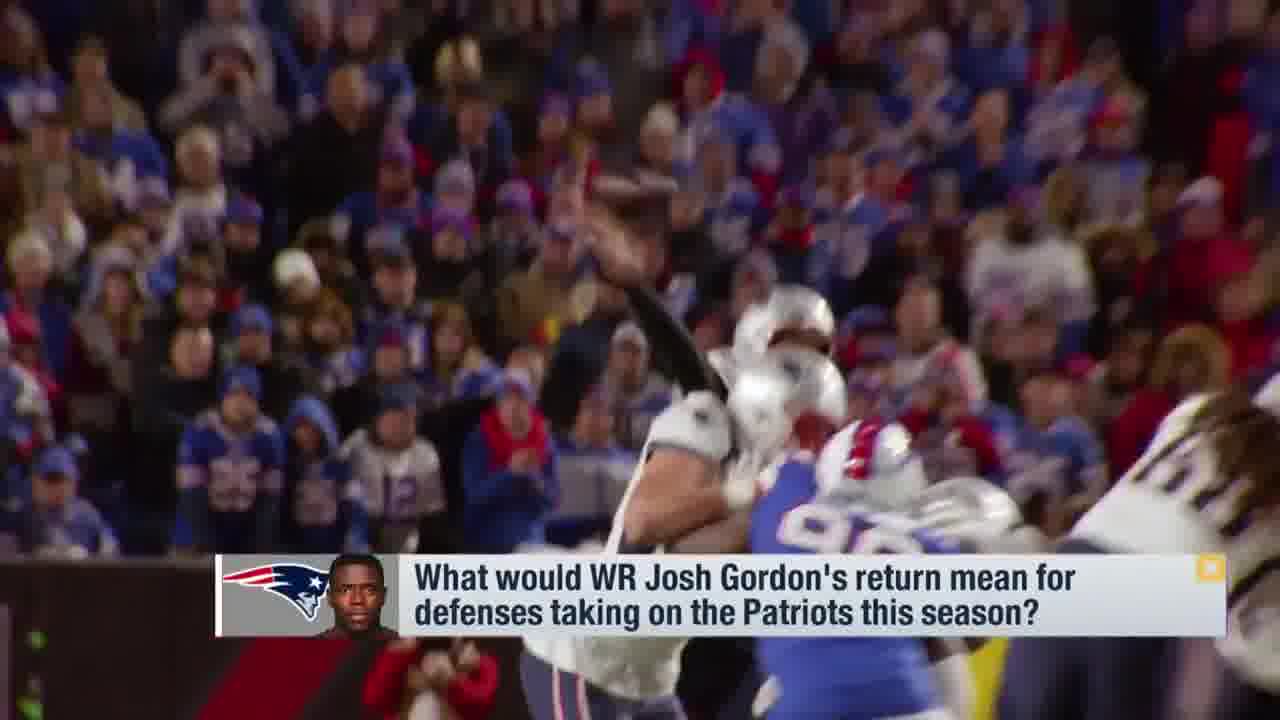 What would WR Josh Gordon's return mean for
defenses taking on the Patriots this season?